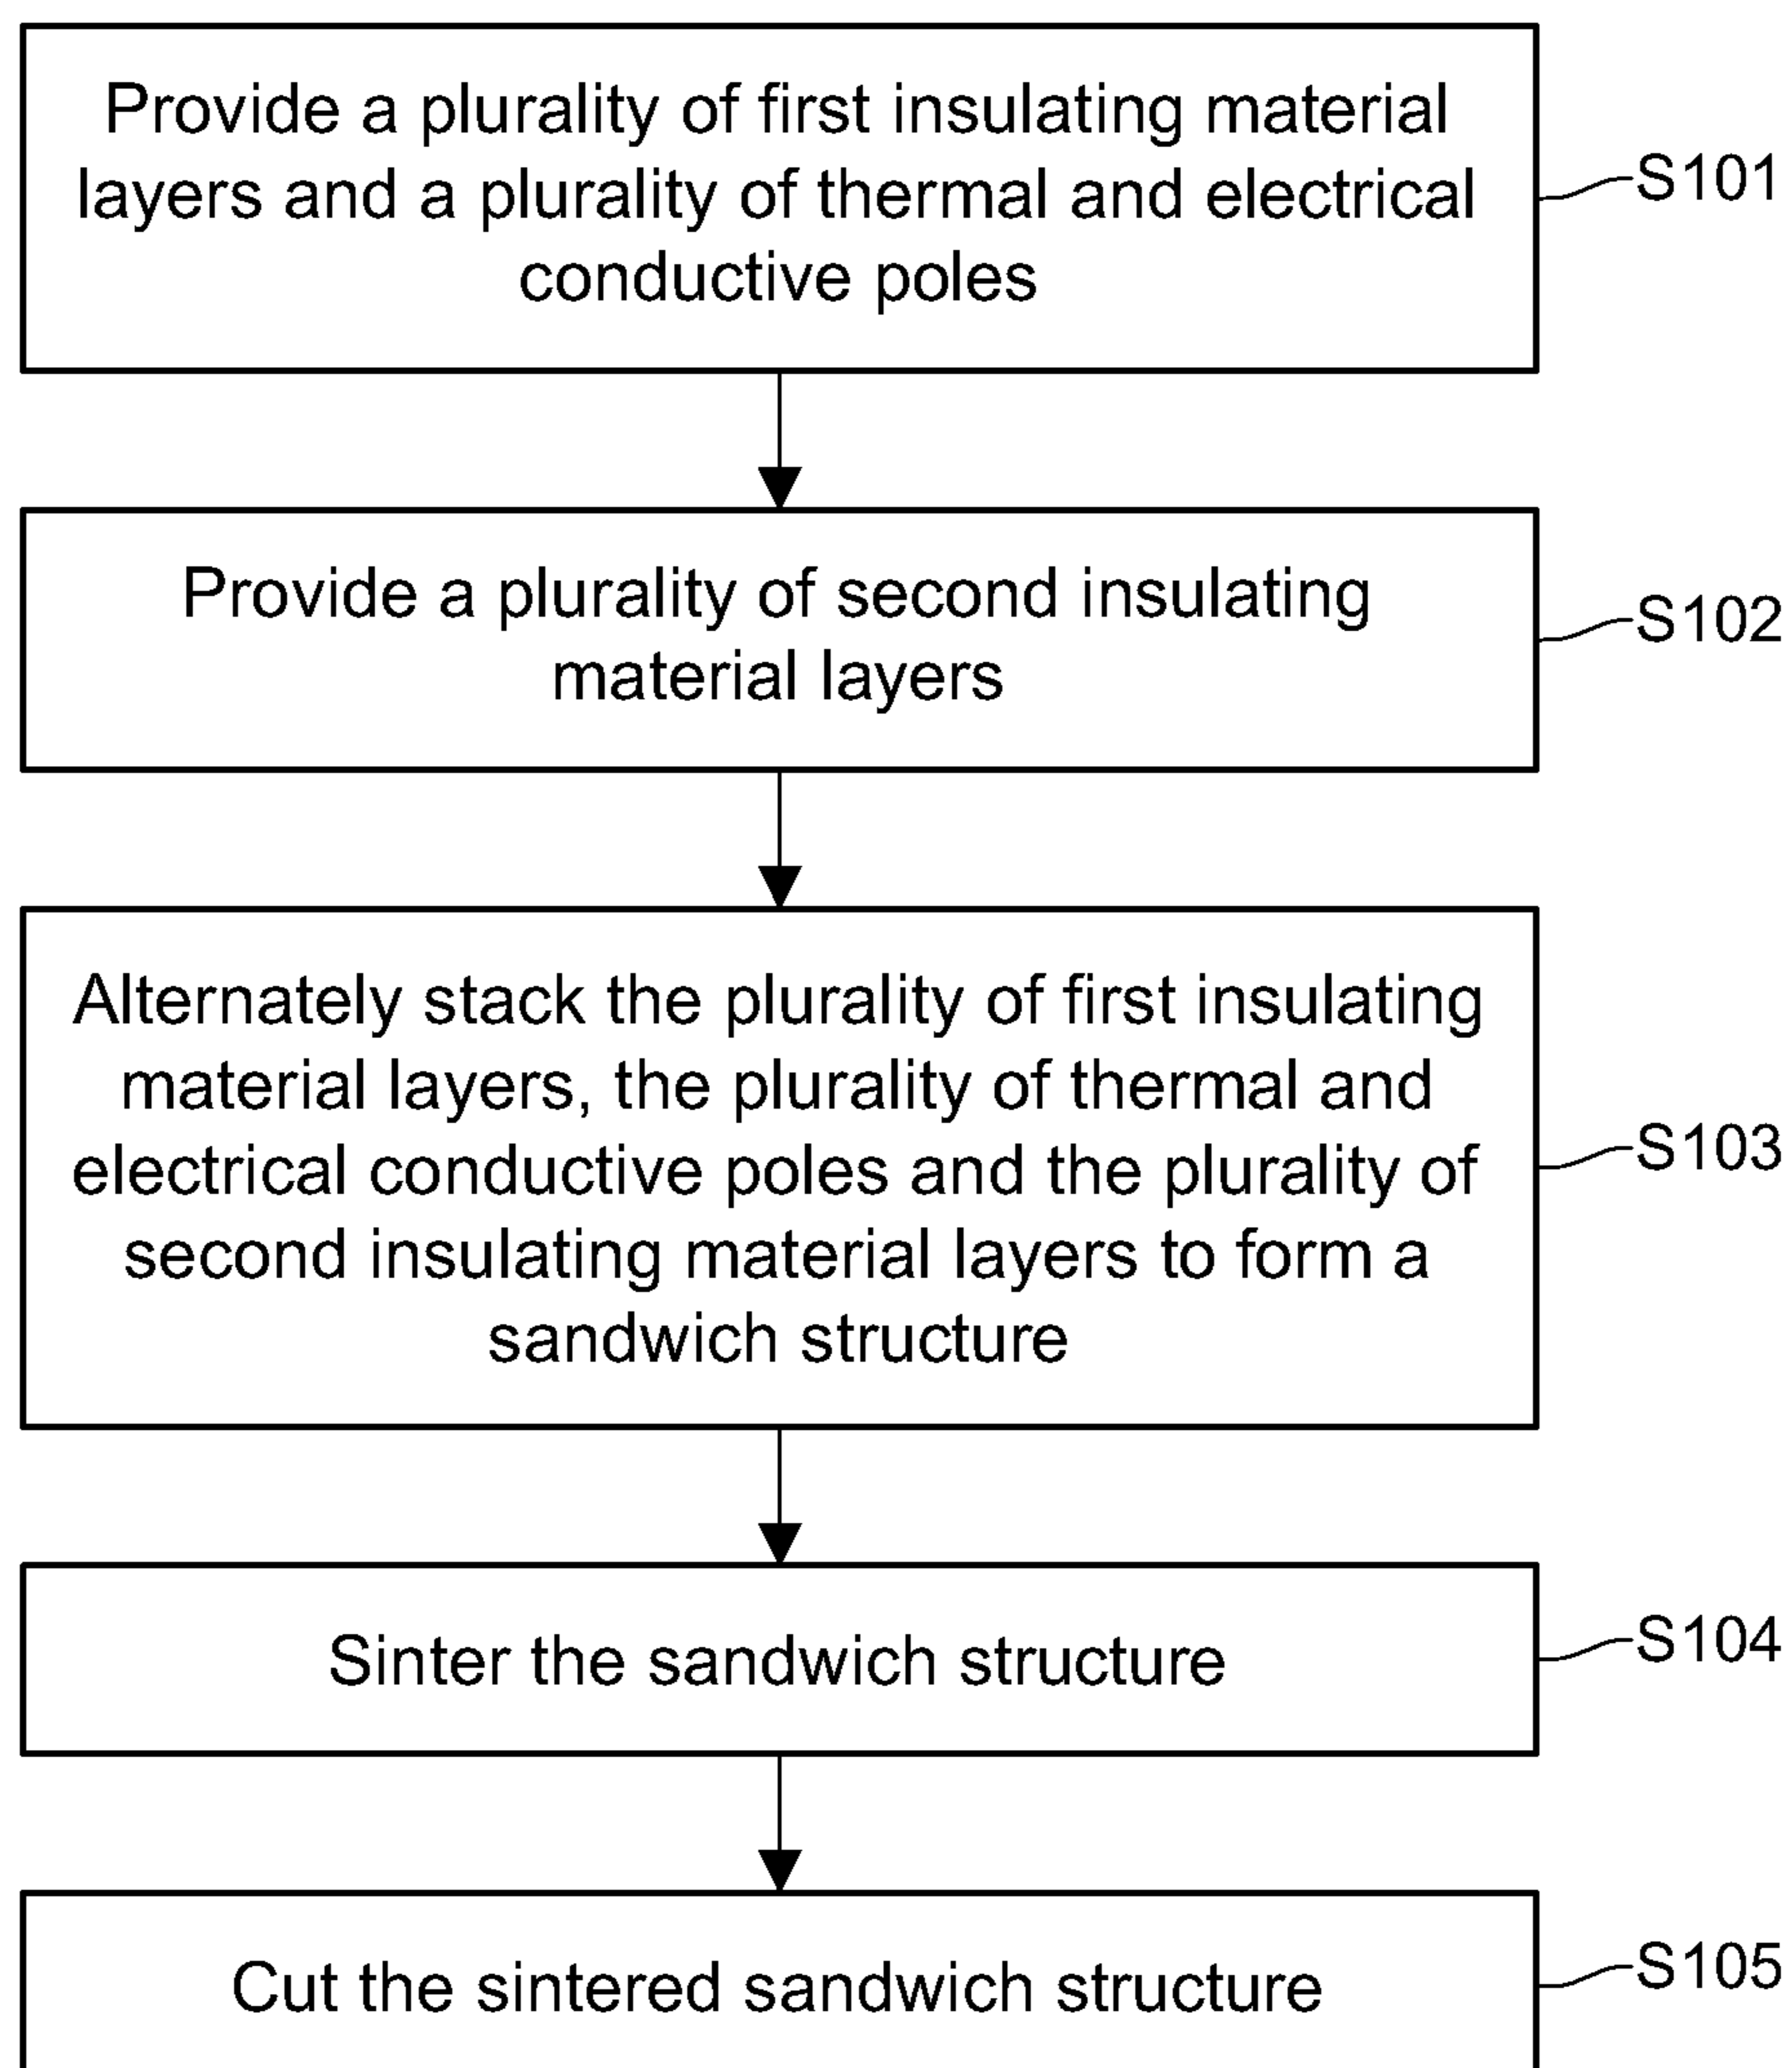 Provide a plurality of first insulating material
layers and a plurality of thermal and electrical
conductive poles
S101
Provide a plurality of second insulating
material layers
S102
Alternately stack the plurality of first insulating
material layers, the plurality of thermal and
electrical conductive poles and the plurality of
second insulating material layers to form a
sandwich structure
S103
Sinter the sandwich structure
S104
Cut the sintered sandwich structure
S105